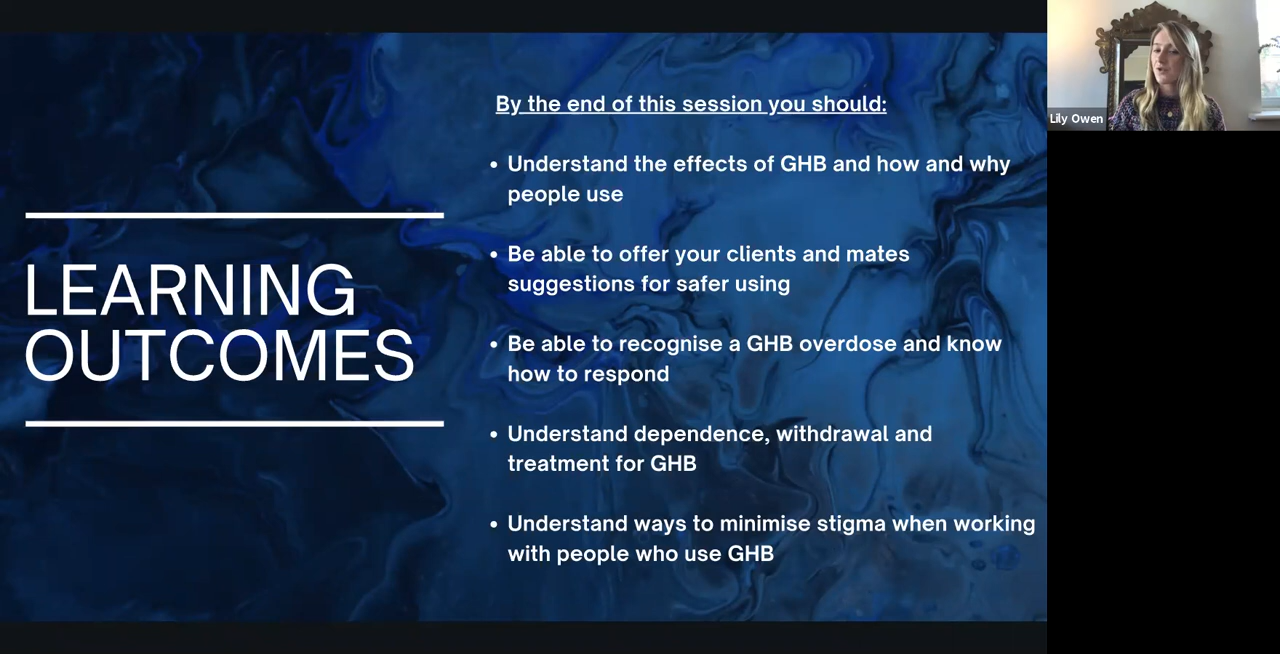 LEARNING
OUTCOMES
By the end of this session you should:
• Understand the effects of GHB and how and why
people use
• Be able to offer your clients and mates
suggestions for safer using
• Be able to recognise a GHB overdose and know
how to respond
• Understand dependence, withdrawal and
treatment for GHB
• Understand ways to minimise stigma when working
with people who use GHB
Lily Owen